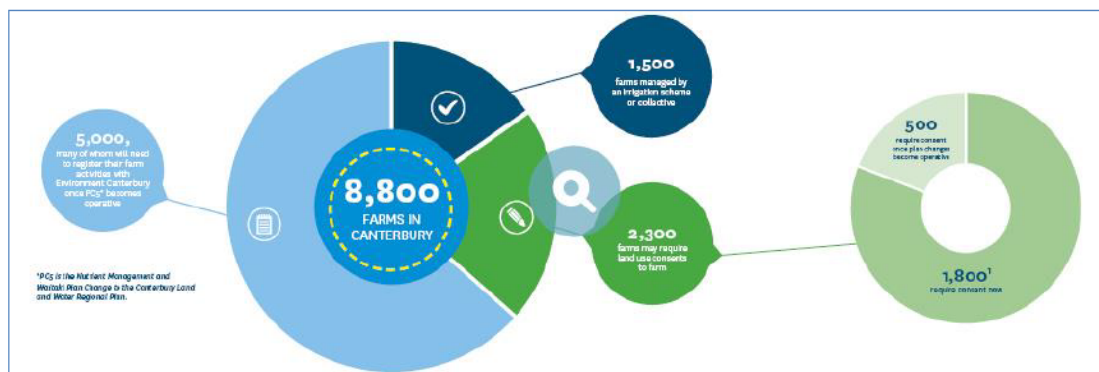 5,000,
many of whom will need
to register their farm
activities with
Environment Canterbury
once PC5* becomes
operative
*PC5 is the Nutrient Management and
Waitaki Plan Change to the Canterbury Land
and Water Regional Plan.
8,800
FARMS IN
CANTERBURY
1,500
farms managed by
an irrigation scheme
or collective
2,300
farms may require
land use consents
to farm
500
require consent
once plan changes
become operative
1,800¹
require consent now